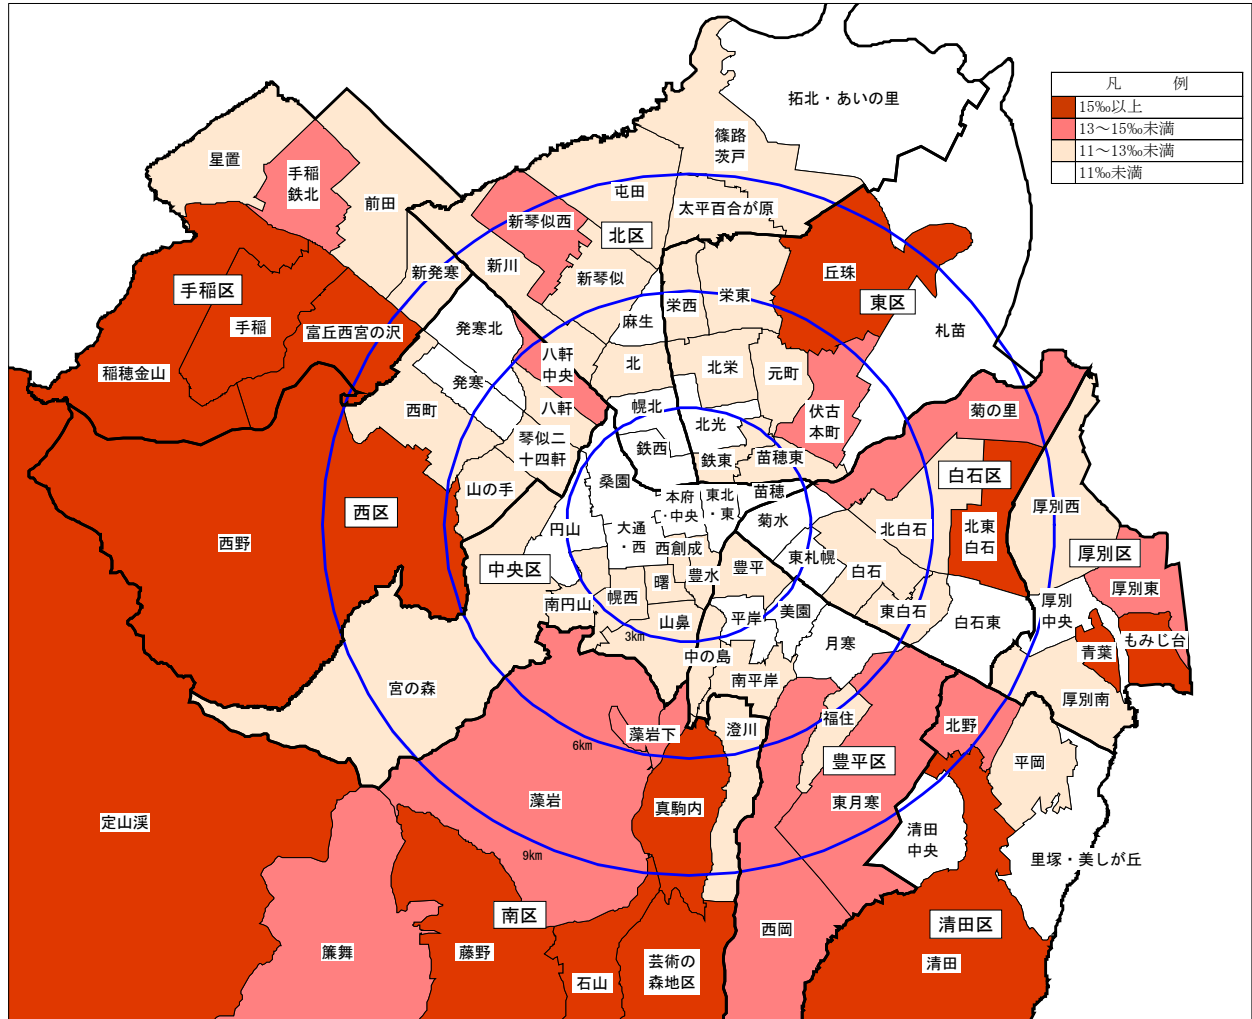 凡　　例
15‰以上
13～15‰未満
11～13‰未満
11‰未満
拓北・あいの里
篠路
茨戸
星置
手稲
鉄北
前田
屯田
太平百合が原
新琴似西
北区
新川
新琴似
新発寒
手稲区
手稲
富丘西宮の沢
稲穂金山
発寒北
発寒
麻生
栄西
栄東
丘珠
東区
札苗
八軒
中央
八軒
北
北栄
元町
西町
琴似二
十四軒
幌北
北光
伏古
本町
菊の里
鉄西
鉄東
苗穂東
白石区
山の手
桑園
本府
・中央
東北
・東
苗穂
菊水
北白石
北東
白石
厚別西
厚別区
厚別東
西区
西野
円山
大通
・西
西創成
東札幌
白石
中央区
曙
豊水
豊平
南円山
幌西
山鼻
平岸
美園
東白石
白石東
厚別
中央
もみじ台
青葉
3km
月寒
中の島
南平岸
宮の森
厚別南
福住
北野
澄川
藻岩下
6km
豊平区
平岡
藻岩
真駒内
東月寒
定山渓
清田
中央
9km
里塚・美しが丘
南区
西岡
清田区
簾舞
藤野
石山
芸術の
森地区
清田